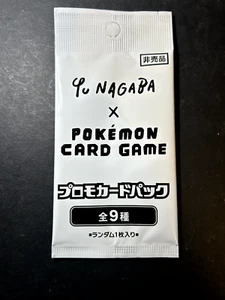 非売品
YU NAGABA
×
POKÉMON
CARD GAME
プロモカードパック
全9種
*ランダム1枚入り*